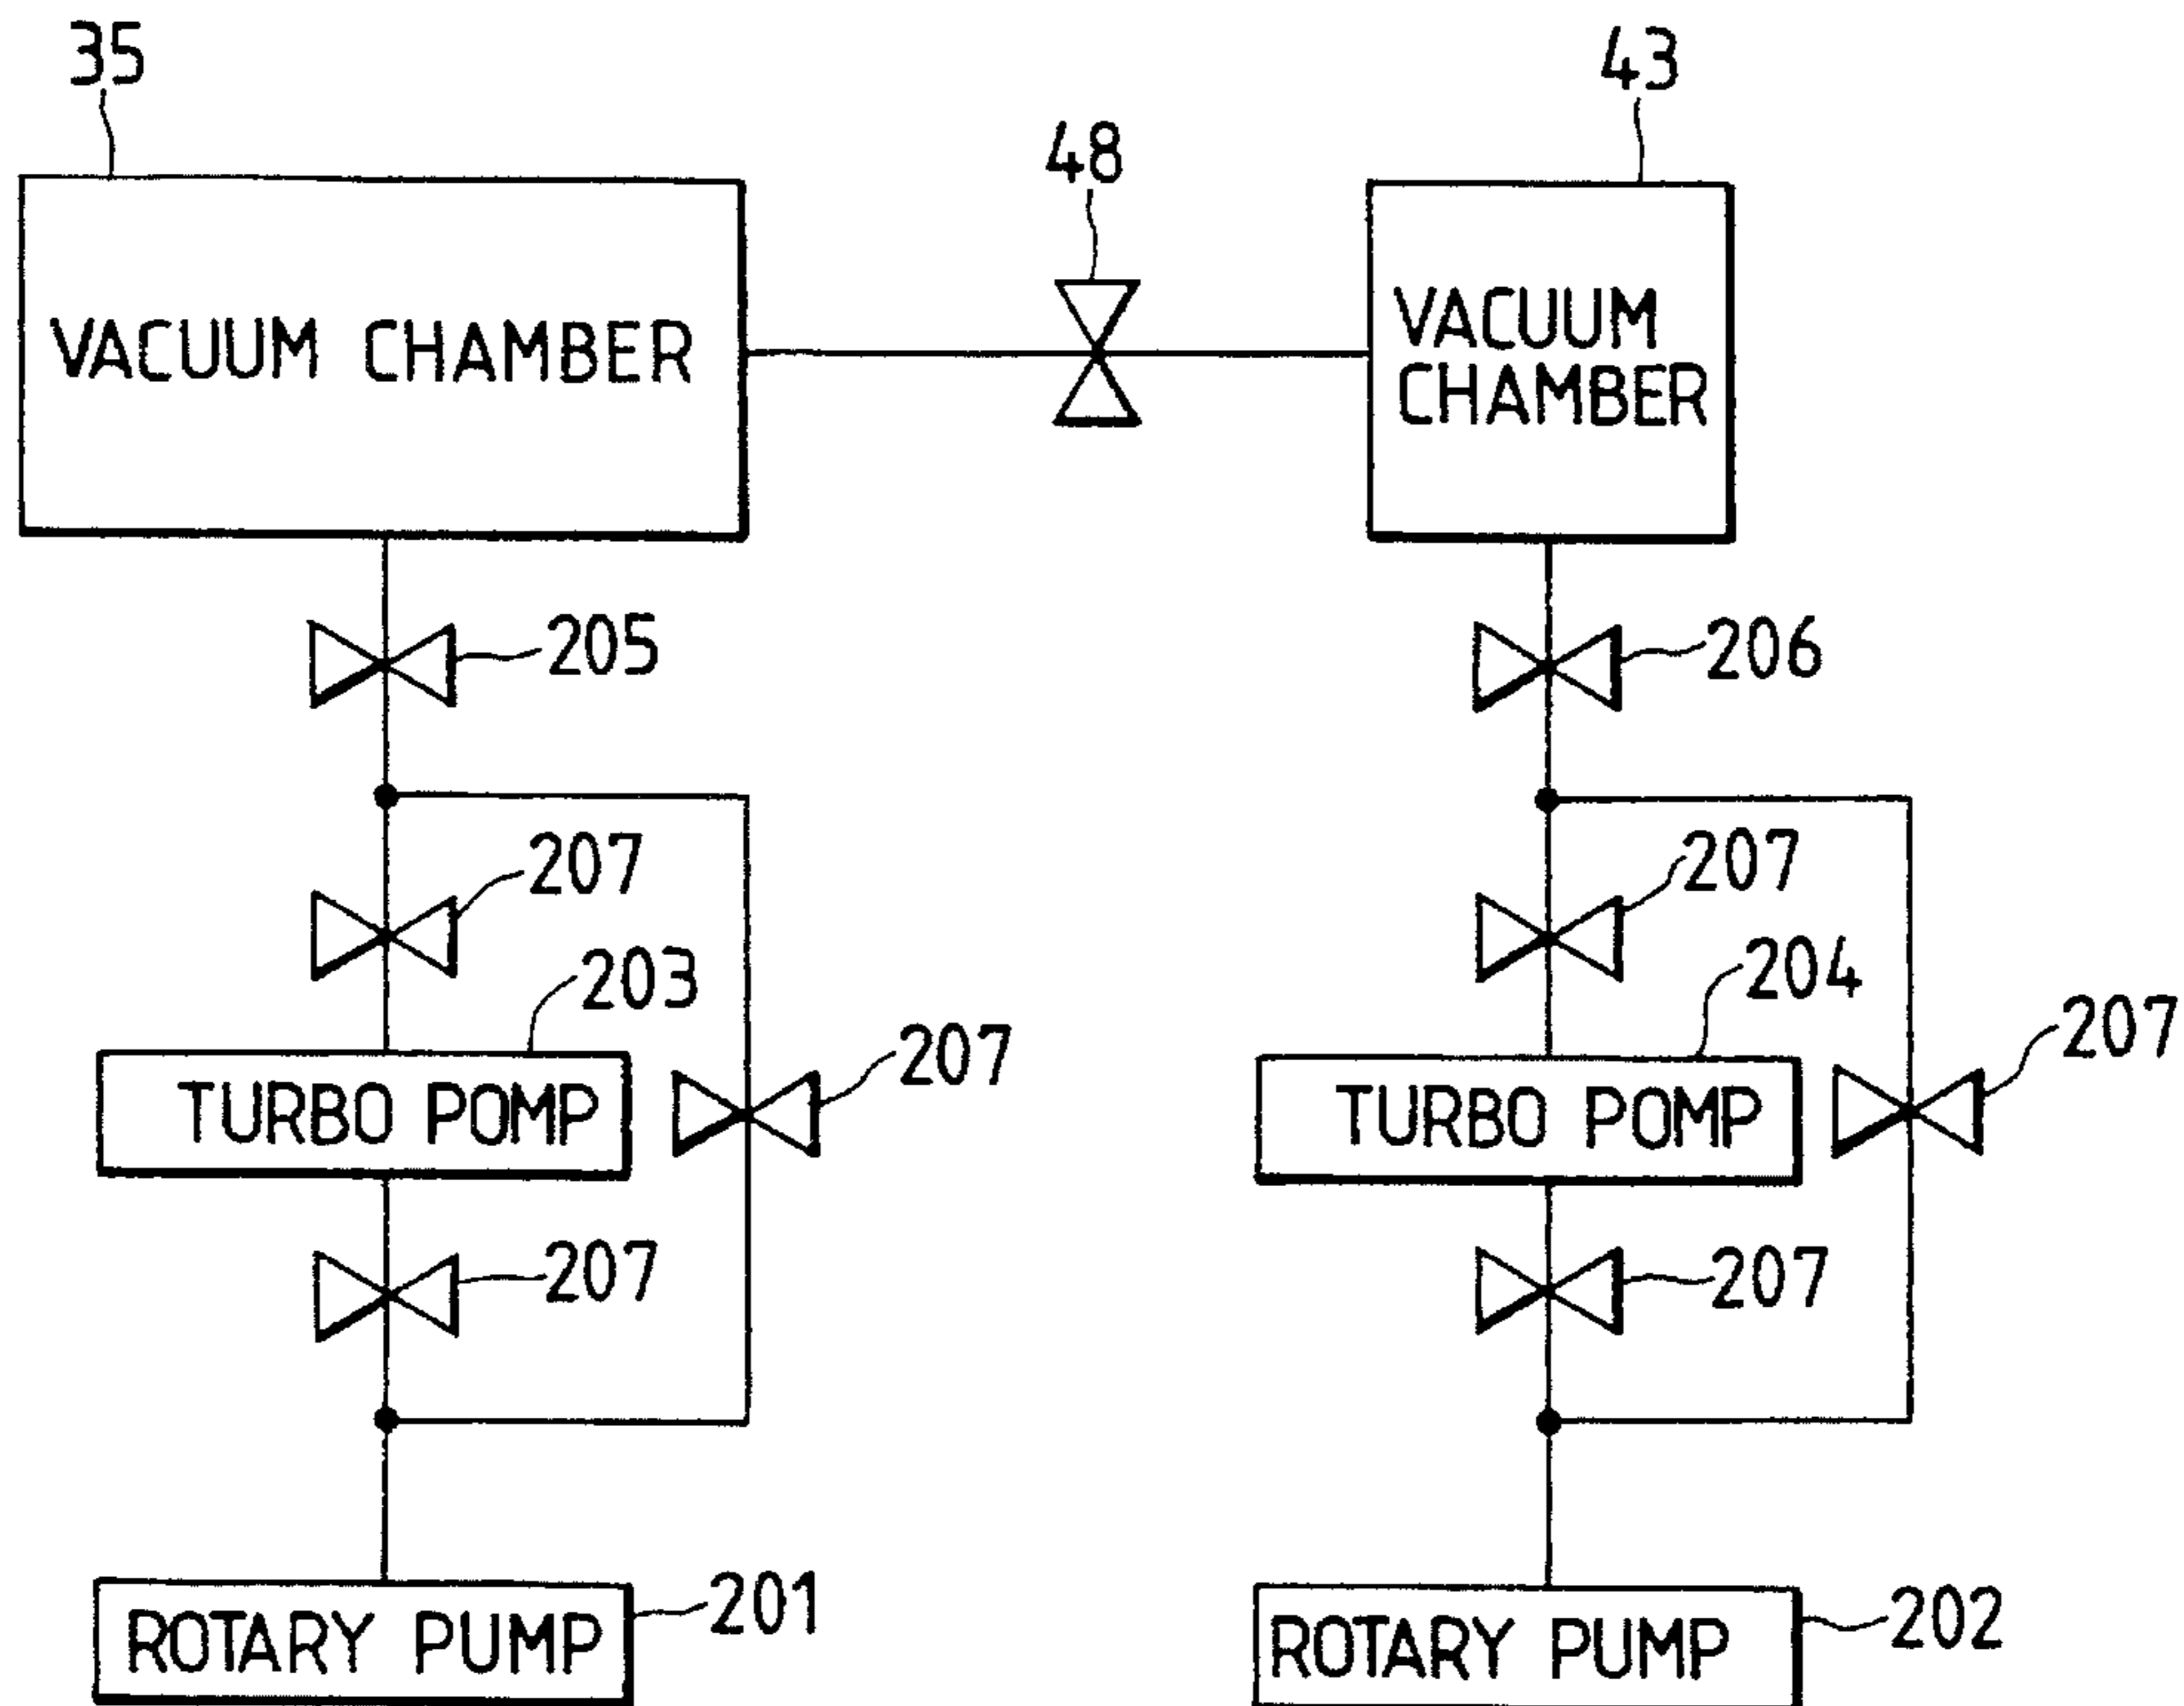 35
43
48
VACUUM CHAMBER
VACUUM
CHAMBER
205
206
207
207
203
204
207
207
TURBO POMP
TURBO POMP
207
207
201
202
ROTARY PUMP
ROTARY PUMP